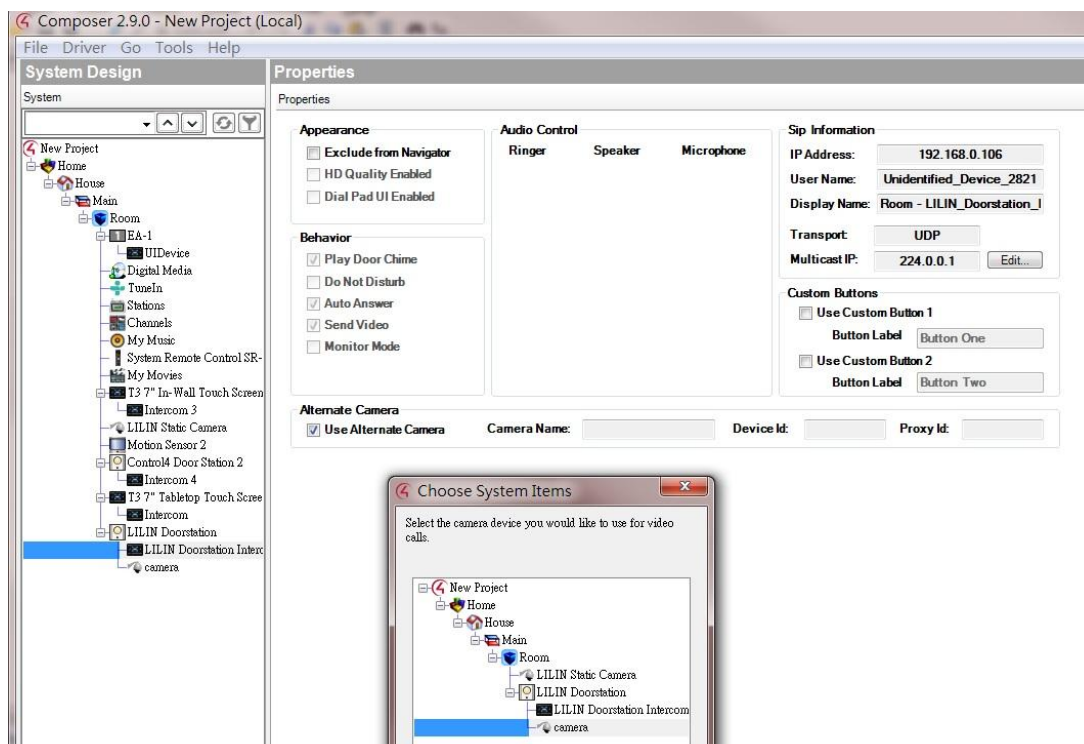 Composer 2.9.0 - New Project (Local)
File Driver Go Tools Help
System Design
System
New Project
Home
House
Main
Room
EA-1
UIDevice
Digital Media
TuneIn
Stations
Channels
My Music
System Remote Control SR-
My Movies
T3 7" In-Wall Touch Screen
Intercom 3
LILIN Static Camera
Motion Sensor 2
Control4 Door Station 2
Intercom 4
T3 7" Tabletop Touch Scree
Intercom
LILIN Doorstation
LILIN Doorstation Interc
camera
Properties
Properties
Appearance
Exclude from Navigator
HD Quality Enabled
Dial Pad UI Enabled
Behavior
Play Door Chime
Do Not Disturb
Auto Answer
Send Video
Monitor Mode
Audio Control
Ringer Speaker Microphone
Sip Information
IP Address: 192.168.0.106
User Name: Unidentified_Device_2821
Display Name: Room - LILIN_Doorstation_I
Transport: UDP
Multicast IP: 224.0.0.1 Edit...
Custom Buttons
Use Custom Button 1
Button Label Button One
Use Custom Button 2
Button Label Button Two
Alternate Camera
Use Alternate Camera Camera Name: Device Id: Proxy Id:
Choose System Items
Select the camera device you would like to use for video
calls.
New Project
Home
House
Main
Room
LILIN Static Camera
LILIN Doorstation
LILIN Doorstation Intercom
camera